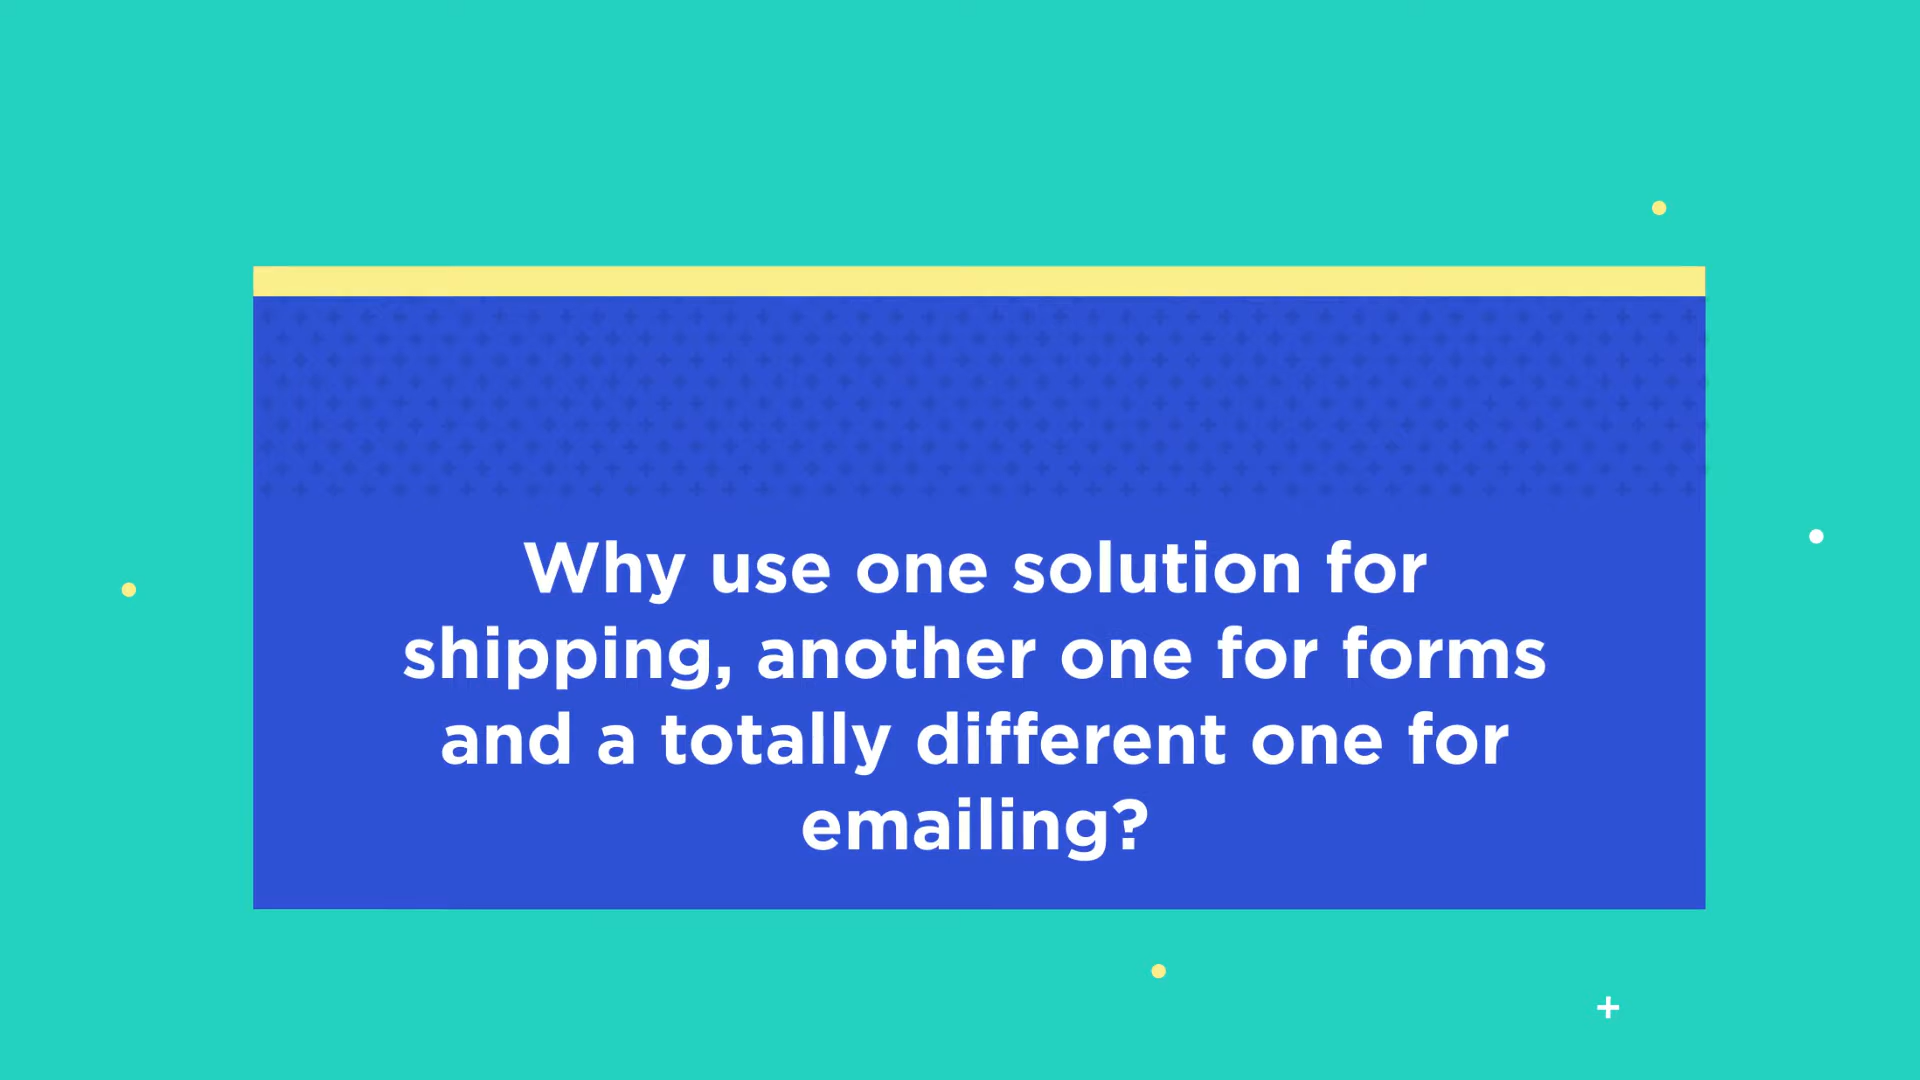 Why use one solution for
shipping, another one for forms
and a totally different one for
emailing?